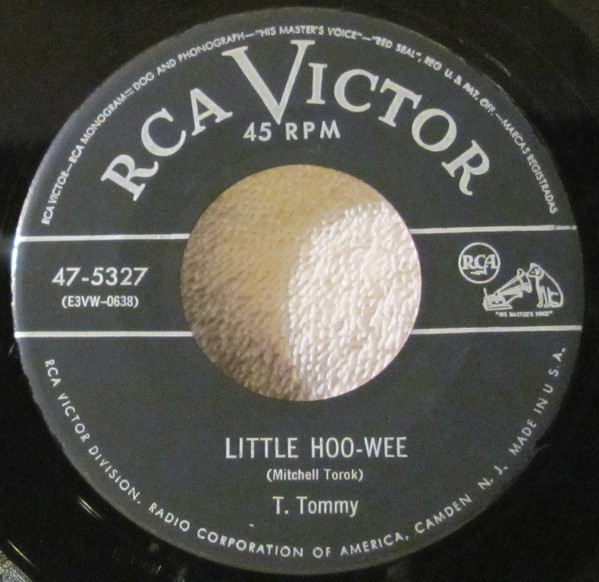 RCA VICTOR—RCA MONOGRAM—DOG AND PHONOGRAPH—"HIS MASTER'S VOICE"—"RED SEAL", REG. U. S. PAT. OFF.—MARCAS REGISTRADAS
RCA VICTOR
45 RPM
47-5327
(E3VW-0638)
RCA
"HIS MASTER'S VOICE"
LITTLE HOO-WEE
(Mitchell Torok)
T. Tommy
RCA VICTOR DIVISION, RADIO CORPORATION OF AMERICA, CAMDEN, N. J. MADE IN U.S.A.